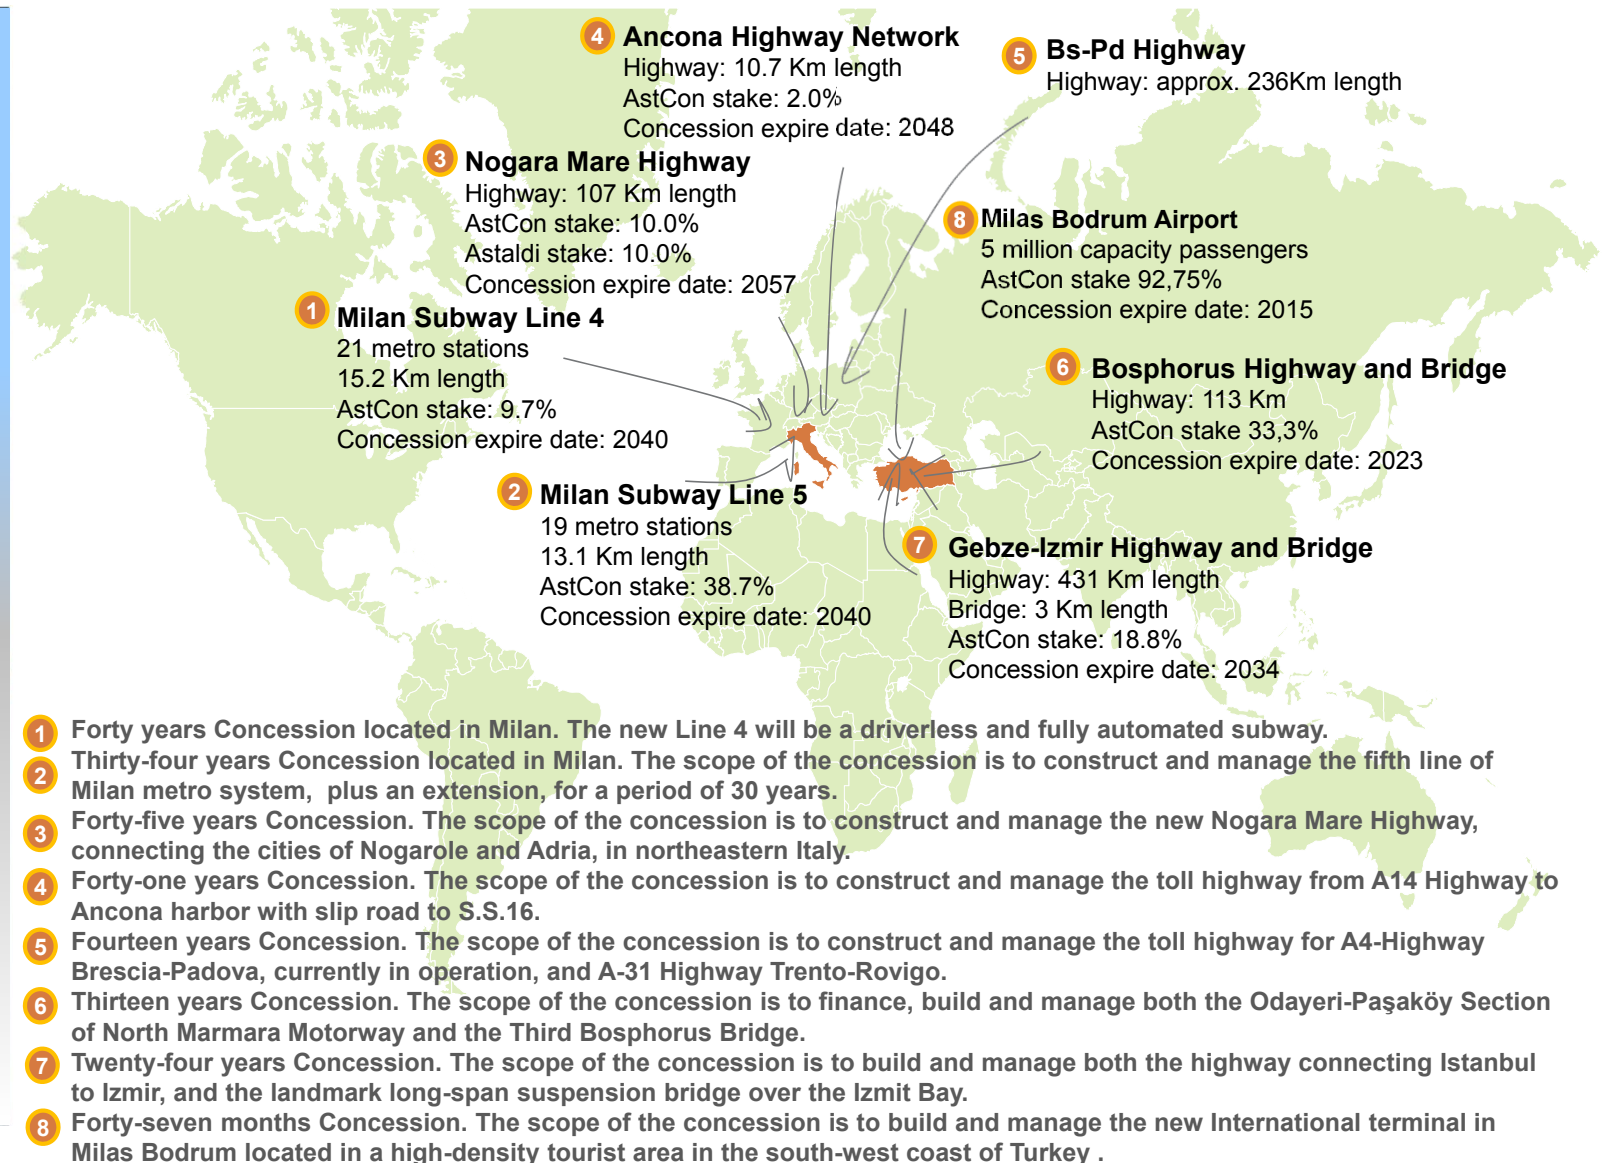 4 Ancona Highway Network
Highway: 10.7 Km length
AstCon stake: 2.0%
Concession expire date: 2048
5 Bs-Pd Highway
Highway: approx. 236Km length
3 Nogara Mare Highway
Highway: 107 Km length
AstCon stake: 10.0%
Astaldi stake: 10.0%
Concession expire date: 2057
8 Milas Bodrum Airport
5 million capacity passengers
AstCon stake 92,75%
Concession expire date: 2015
1 Milan Subway Line 4
21 metro stations
15.2 Km length
AstCon stake: 9.7%
Concession expire date: 2040
6 Bosphorus Highway and Bridge
Highway: 113 Km
AstCon stake 33,3%
Concession expire date: 2023
2 Milan Subway Line 5
19 metro stations
13.1 Km length
AstCon stake: 38.7%
Concession expire date: 2040
7 Gebze-Izmir Highway and Bridge
Highway: 431 Km length
Bridge: 3 Km length
AstCon stake: 18.8%
Concession expire date: 2034
1 Forty years Concession located in Milan. The new Line 4 will be a driverless and fully automated subway.
2 Thirty-four years Concession located in Milan. The scope of the concession is to construct and manage the fifth line of
Milan metro system, plus an extension, for a period of 30 years.
3 Forty-five years Concession. The scope of the concession is to construct and manage the new Nogara Mare Highway,
connecting the cities of Nogarole and Adria, in northeastern Italy.
4 Forty-one years Concession. The scope of the concession is to construct and manage the toll highway from A14 Highway to
Ancona harbor with slip road to S.S.16.
5 Fourteen years Concession. The scope of the concession is to construct and manage the toll highway for A4-Highway
Brescia-Padova, currently in operation, and A-31 Highway Trento-Rovigo.
6 Thirteen years Concession. The scope of the concession is to finance, build and manage both the Odayeri-Paşaköy Section
of North Marmara Motorway and the Third Bosphorus Bridge.
7 Twenty-four years Concession. The scope of the concession is to build and manage both the highway connecting Istanbul
to Izmir, and the landmark long-span suspension bridge over the Izmit Bay.
8 Forty-seven months Concession. The scope of the concession is to build and manage the new International terminal in
Milas Bodrum located in a high-density tourist area in the south-west coast of Turkey .